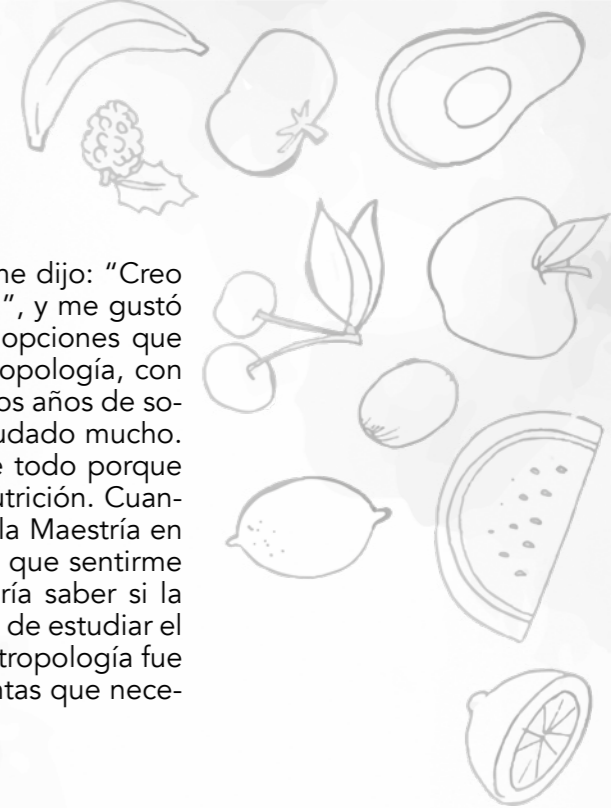 me dijo: “Creo
”, y me gustó
opciones que
opología, con
os años de so-
udado mucho.
e todo porque
utrición. Cuan-
la Maestría en
que sentirme
ría saber si la
de estudiar el
tropología fue
ntas que nece-